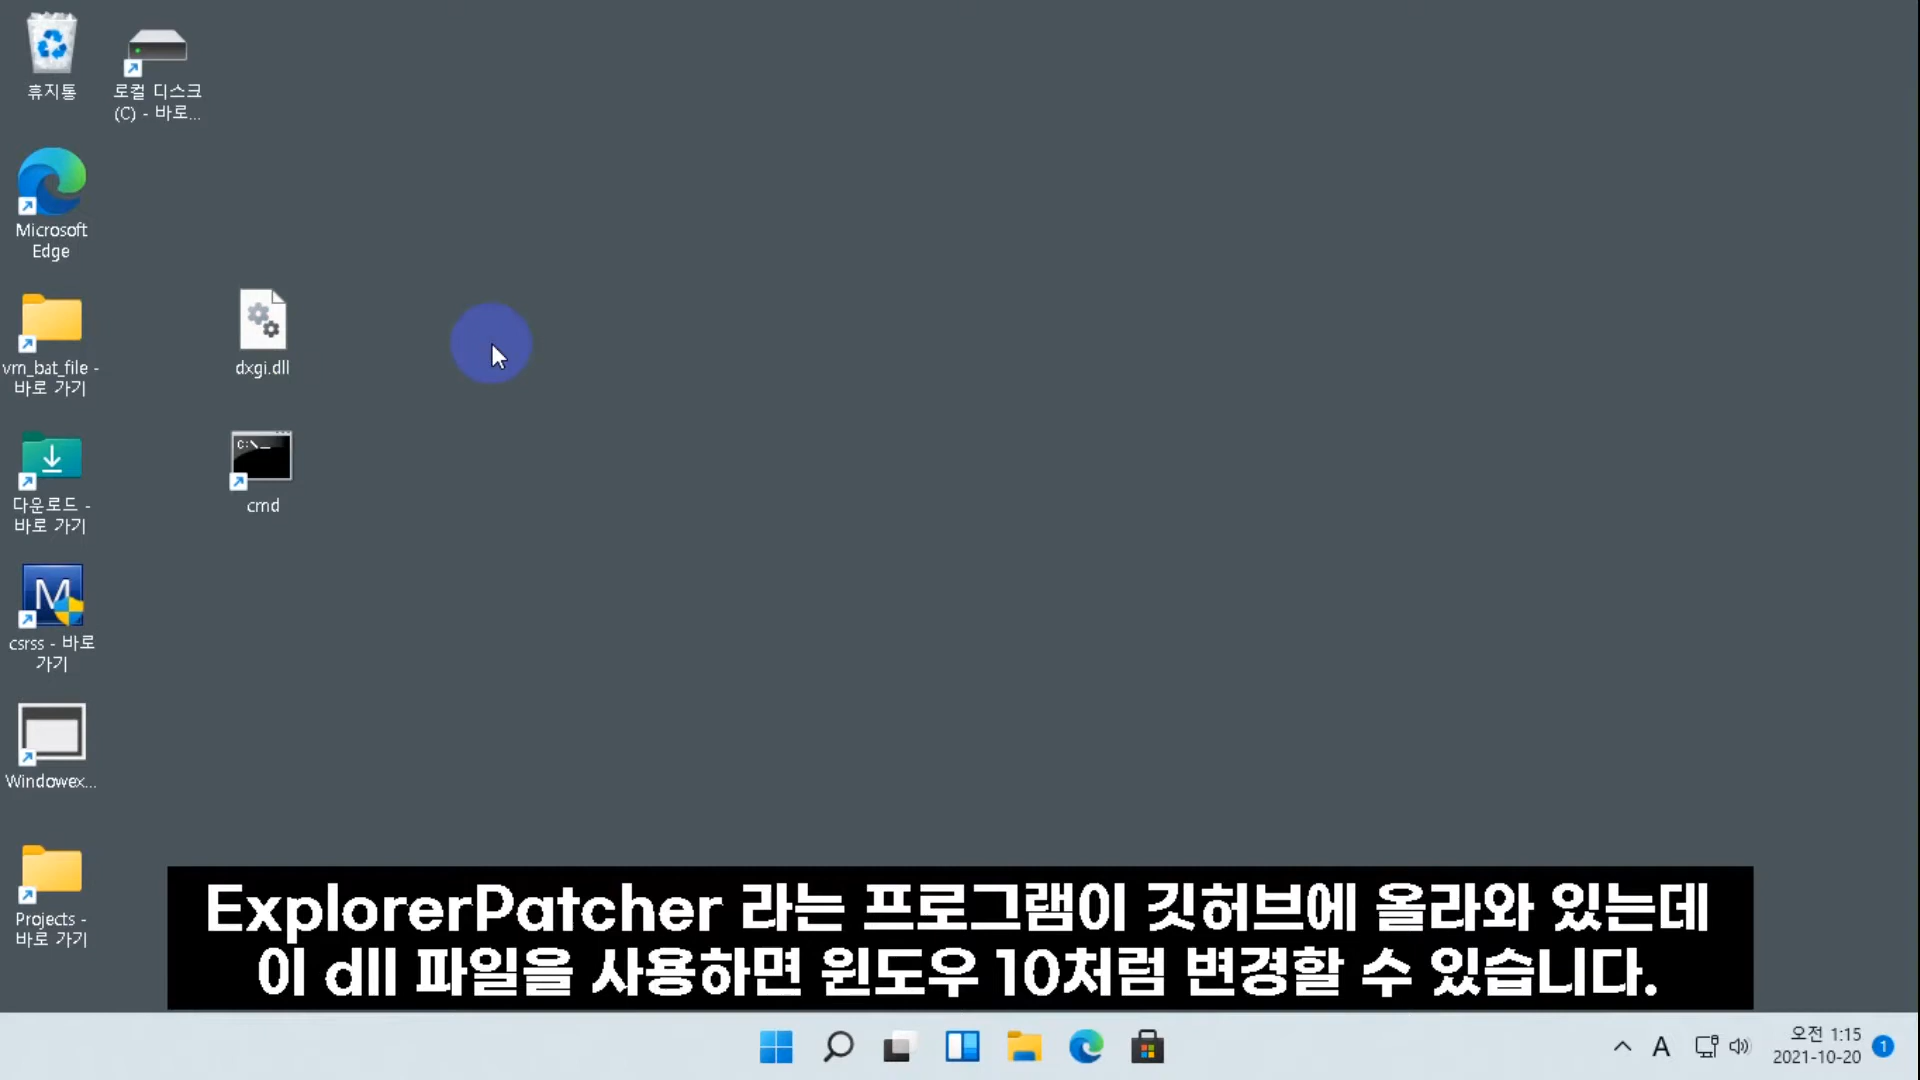 휴지통
로컬 디스크
(C) - 바로...
Microsoft
Edge
vm_bat_file -
바로 가기
dxgi.dll
다운로드 -
바로 가기
C:\_
cmd
M
csrss - 바로
가기
Windowex...
Projects -
바로 가기
ExplorerPatcher 라는 프로그램이 깃허브에 올라와 있는데
이 dll 파일을 사용하면 윈도우 10처럼 변경할 수 있습니다.
A
오전 1:15
2021-10-20
1